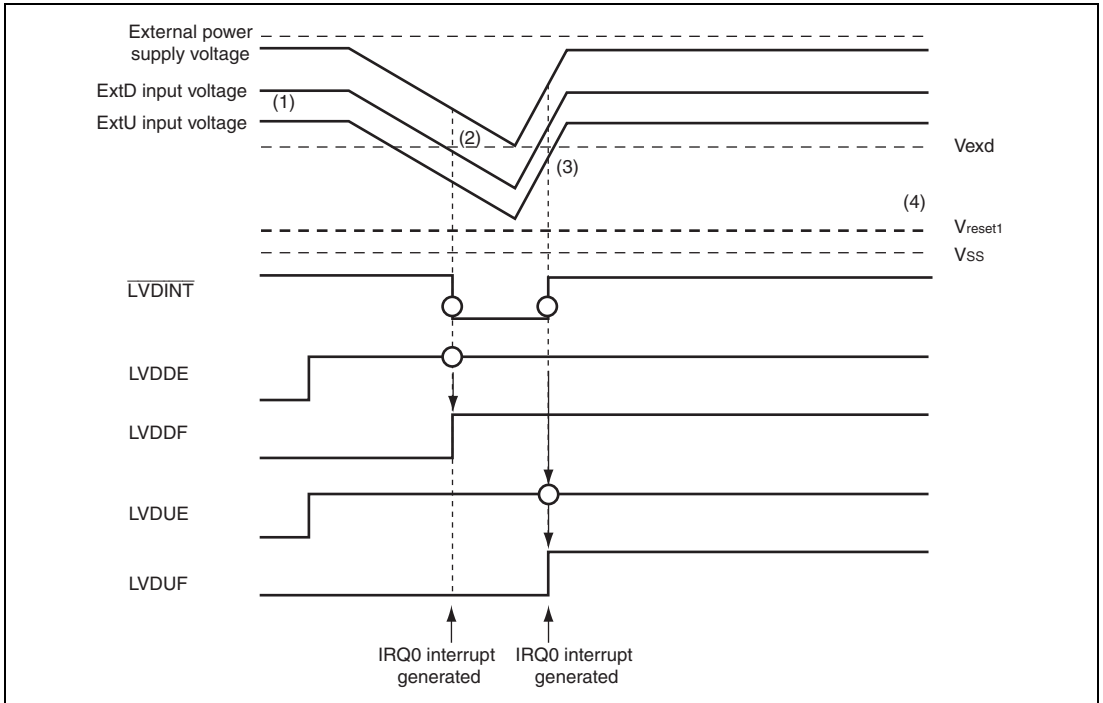 External power
supply voltage
ExtD input voltage
(1)
ExtU input voltage
(2)
Vexd
(3)
(4)
Vreset1
VSS
LVDINT
LVDDE
LVDDF
LVDUE
LVDUF
IRQ0 interrupt
generated
IRQ0 interrupt
generated